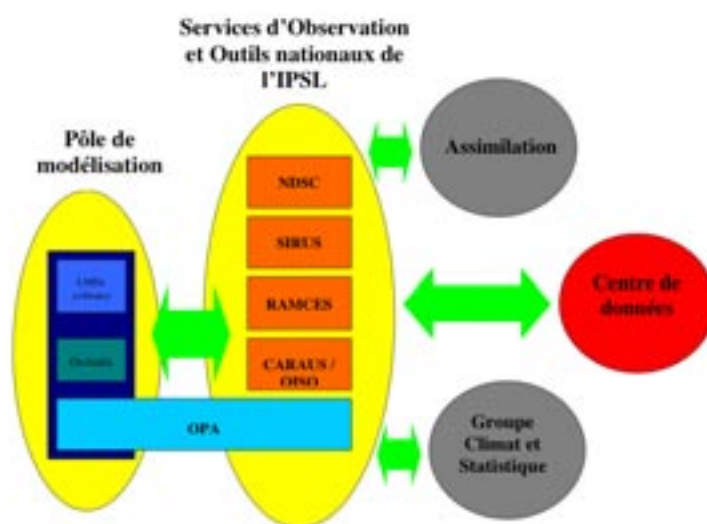 Services d'Observation
et Outils nationaux de
l'IPSL
Pôle de
modélisation
Assimilation
NDSC
SIRUS
RAMCES
CARAUS /
OISO
OPA
Centre de
données
Groupe
Climat et
Statistique